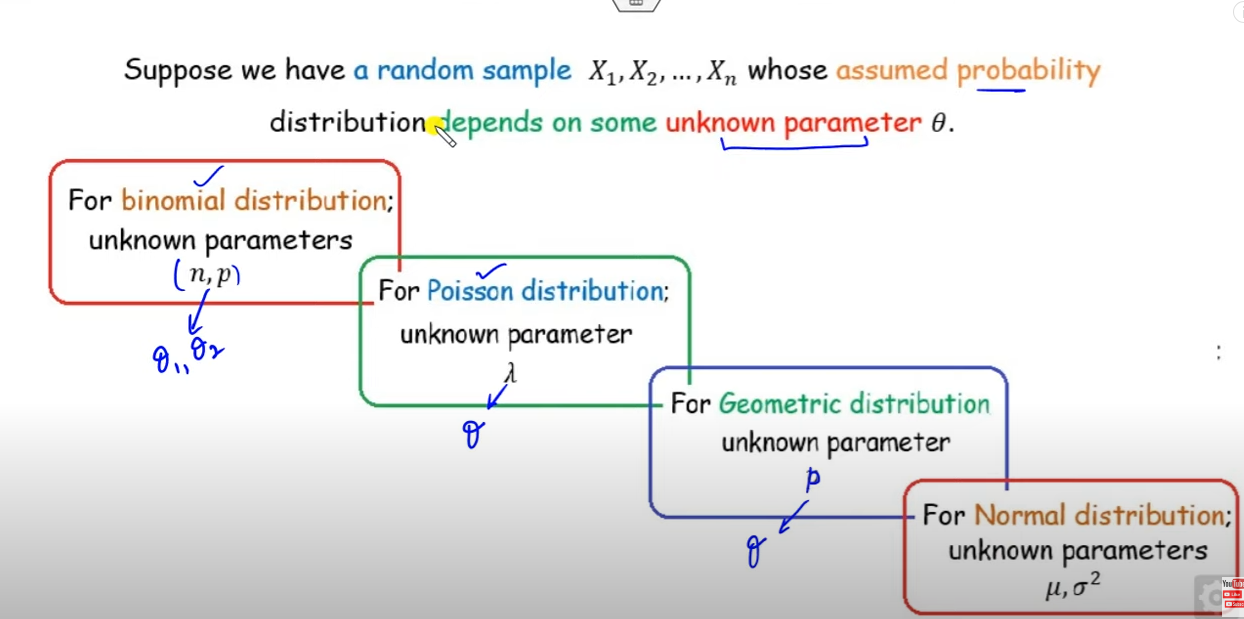 Suppose we have a random sample X₁, X₂, ..., Xₙ whose assumed probability
distribution depends on some unknown parameter θ.
For binomial distribution;
unknown parameters
(n, p)
θ₁, θ₂
For Poisson distribution;
unknown parameter
λ
θ
For Geometric distribution
unknown parameter
p
θ
For Normal distribution;
unknown parameters
μ, σ²
YouTube
Like